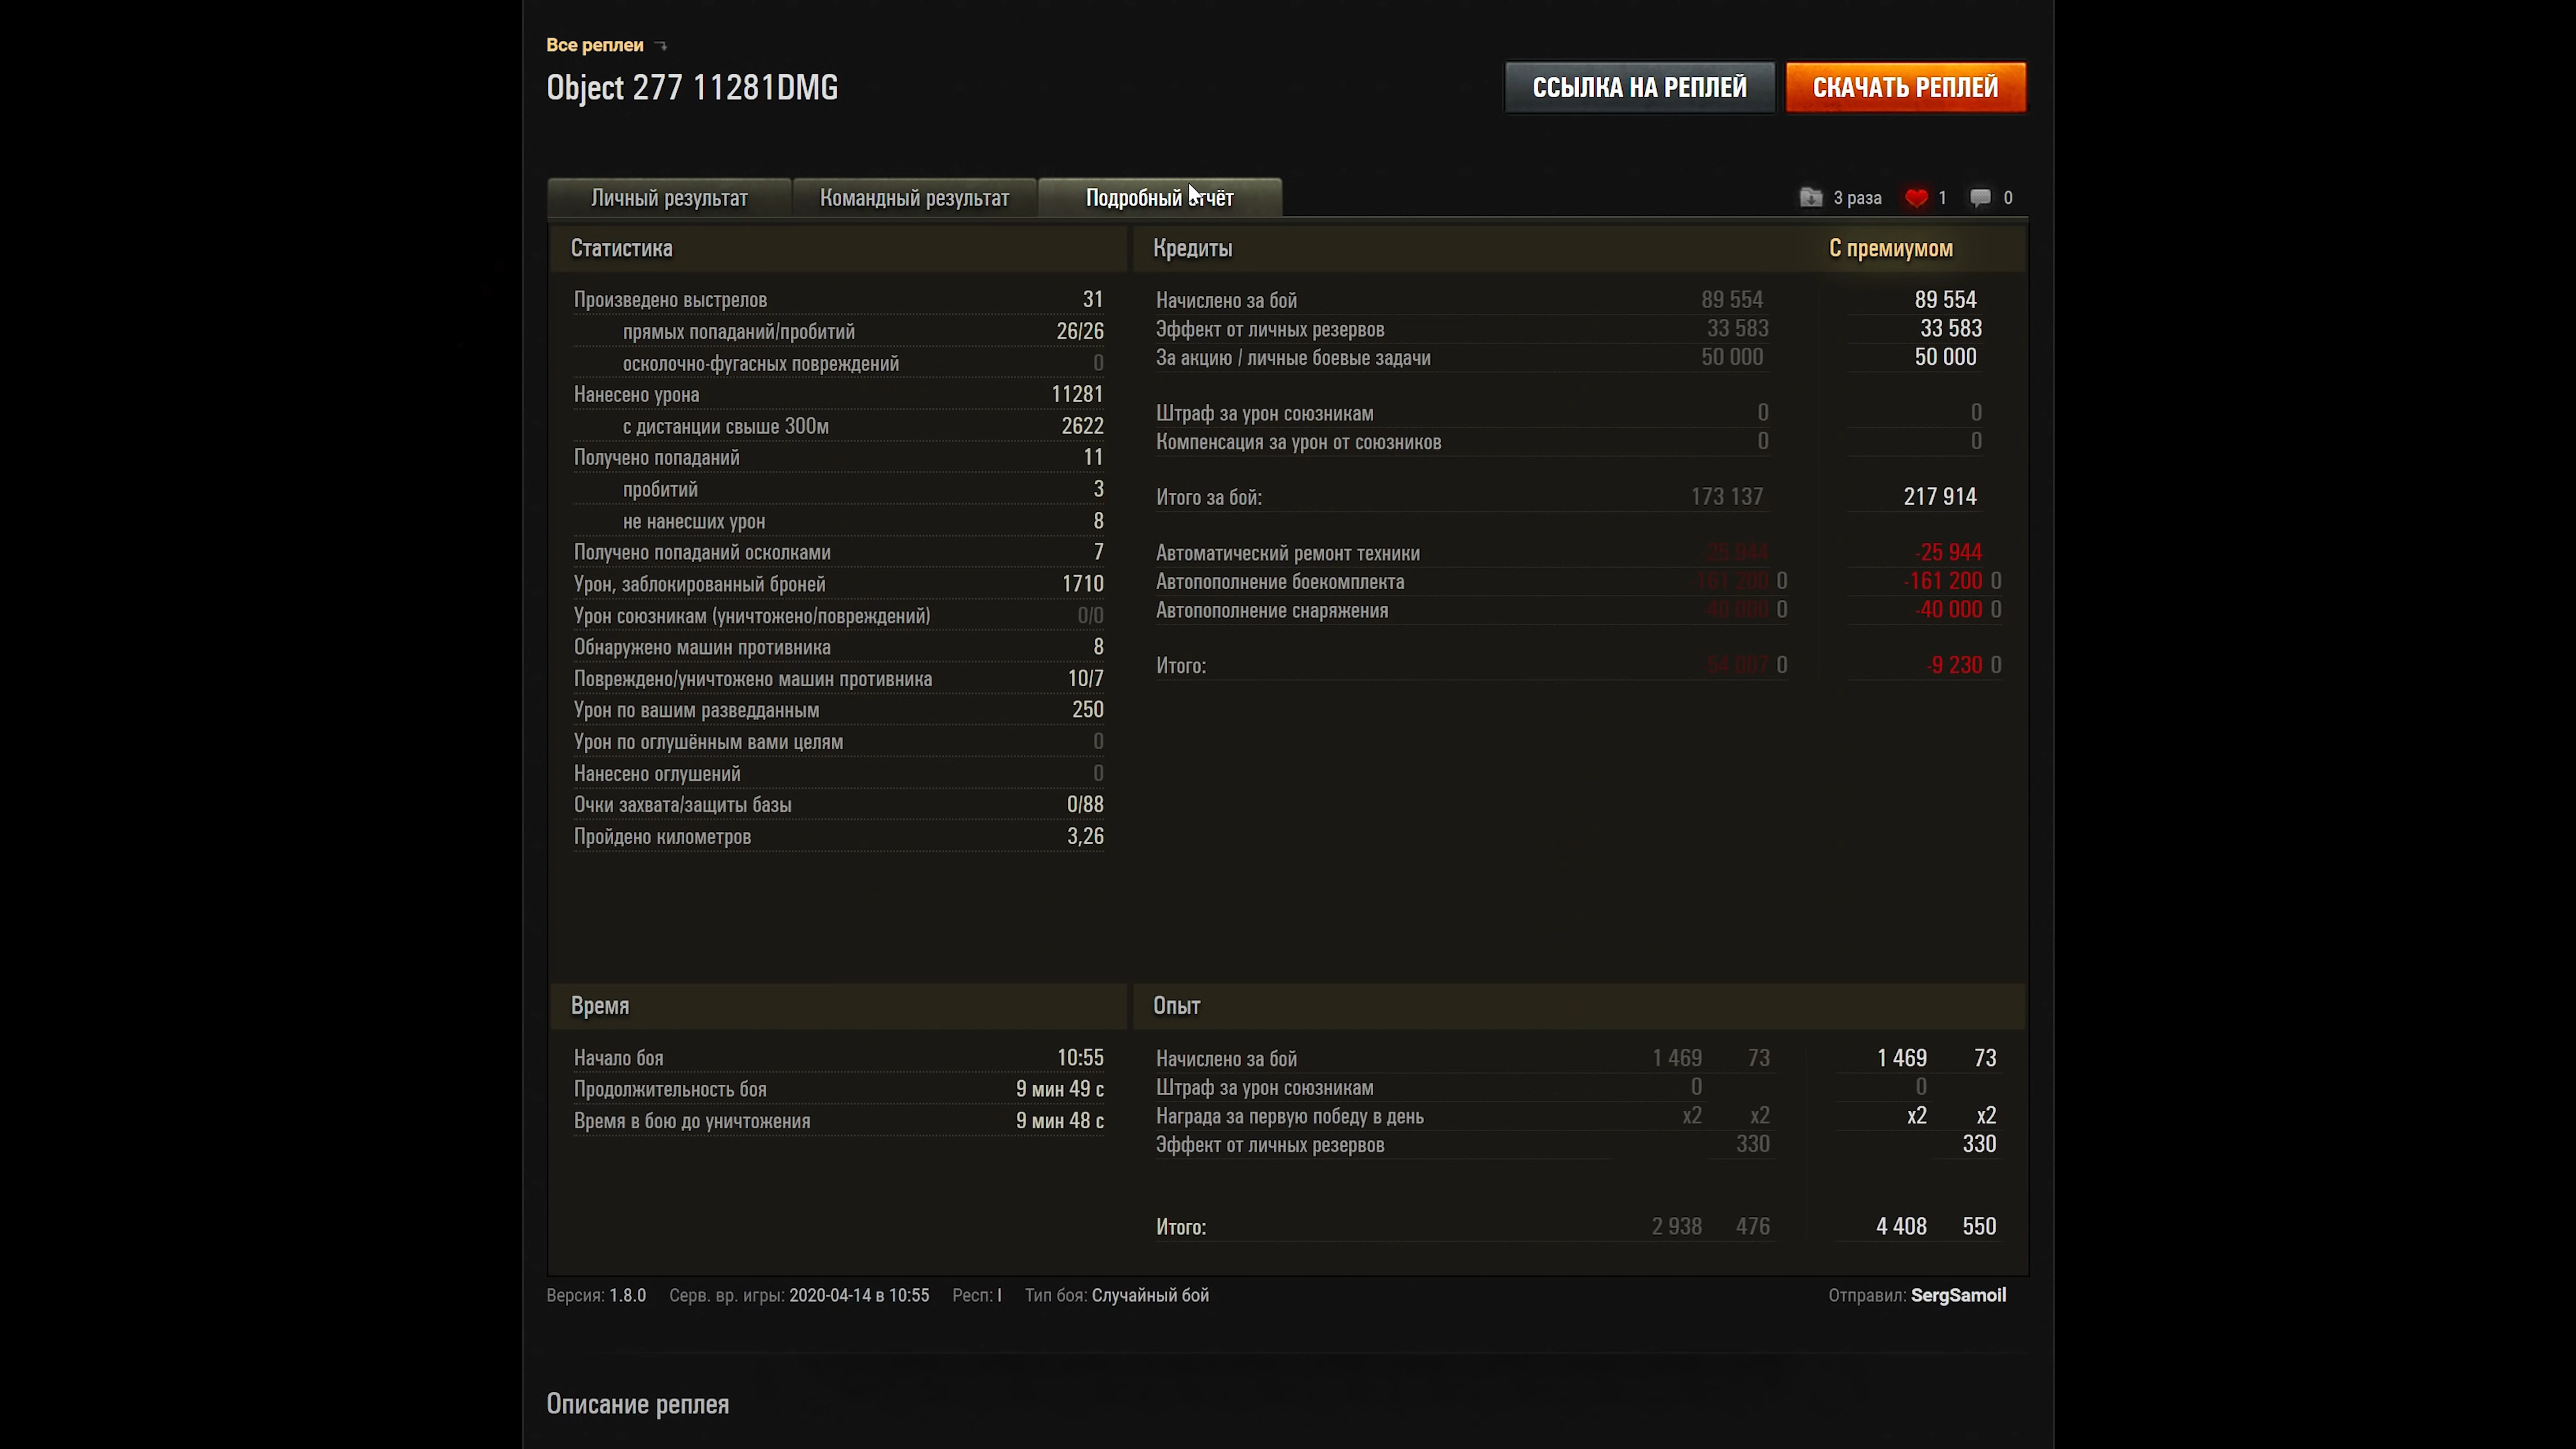 Все реплеи
Object 277 11281DMG
ССЫЛКА НА РЕПЛЕЙ
СКАЧАТЬ РЕПЛЕЙ
Личный результат
Командный результат
Подробный отчёт
3 раза 1 0
Статистика
Произведено выстрелов 31
прямых попаданий/пробитий 26/26
осколочно-фугасных повреждений 0
Нанесено урона 11281
с дистанции свыше 300м 2622
Получено попаданий 11
пробитий 3
не нанесших урон 8
Получено попаданий осколками 7
Урон, заблокированный броней 1710
Урон союзникам (уничтожено/повреждений) 0/0
Обнаружено машин противника 8
Повреждено/уничтожено машин противника 10/7
Урон по вашим разведданным 250
Урон по оглушённым вами целям 0
Нанесено оглушений 0
Очки захвата/защиты базы 0/88
Пройдено километров 3,26
Кредиты С премиумом
Начислено за бой 89 554 89 554
Эффект от личных резервов 33 583 33 583
За акцию / личные боевые задачи 50 000 50 000
Штраф за урон союзникам 0 0
Компенсация за урон от союзников 0 0
Итого за бой: 173 137 217 914
Автоматический ремонт техники -25 944 -25 944
Автопополнение боекомплекта -161 200 0 -161 200 0
Автопополнение снаряжения -40 000 0 -40 000 0
Итого: -54 007 0 -9 230 0
Время
Начало боя 10:55
Продолжительность боя 9 мин 49 с
Время в бою до уничтожения 9 мин 48 с
Опыт
Начислено за бой 1 469 73 1 469 73
Штраф за урон союзникам 0 0
Награда за первую победу в день x2 x2 x2 x2
Эффект от личных резервов 330 330
Итого: 2 938 476 4 408 550
Версия: 1.8.0 Серв. вр. игры: 2020-04-14 в 10:55 Респ: I Тип боя: Случайный бой
Отправил: SergSamoil
Описание реплея